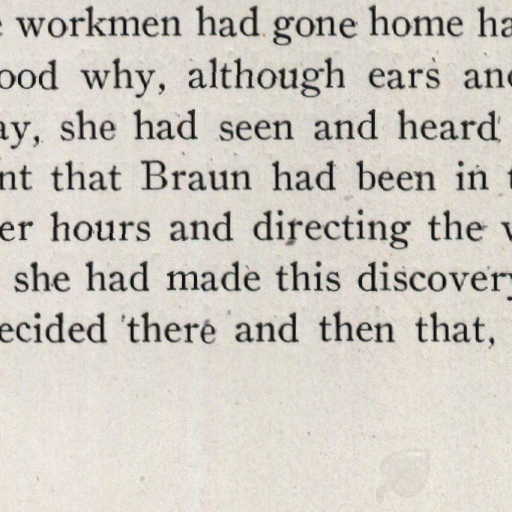 workmen had gone home ha
ood why, although ears and
ay, she had seen and heard
nt that Braun had been in t
er hours and directing the v
she had made this discovery
ecided there and then that,